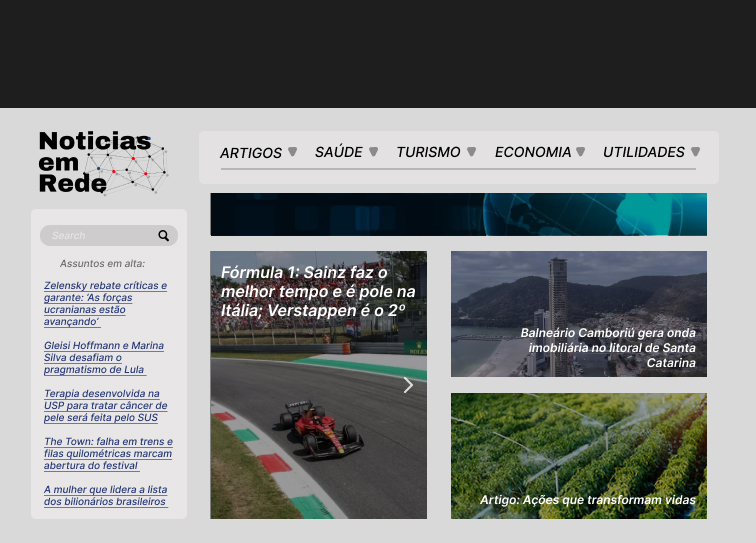 Noticias
em
Rede
ARTIGOS SAÚDE TURISMO ECONOMIA UTILIDADES
Search
Assuntos em alta:
Zelensky rebate críticas e
garante: ‘As forças
ucranianas estão
avançando’
Gleisi Hoffmann e Marina
Silva desafiam o
pragmatismo de Lula
Terapia desenvolvida na
USP para tratar câncer de
pele será feita pelo SUS
The Town: falha em trens e
filas quilométricas marcam
abertura do festival
A mulher que lidera a lista
dos bilionários brasileiros
Fórmula 1: Sainz faz o
melhor tempo e é pole na
Itália; Verstappen é o 2º
Balneário Camboriú gera onda
imobiliária no litoral de Santa
Catarina
Artigo: Ações que transformam vidas